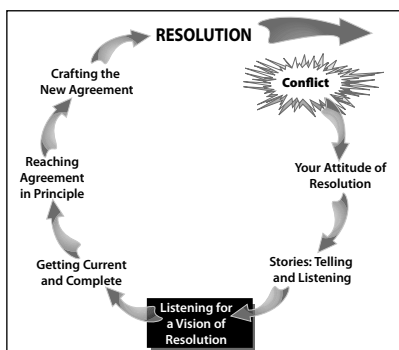 RESOLUTION
Conflict
Your Attitude of
Resolution
Stories: Telling
and Listening
Listening for
a Vision of
Resolution
Getting Current
and Complete
Reaching
Agreement
in Principle
Crafting the
New Agreement